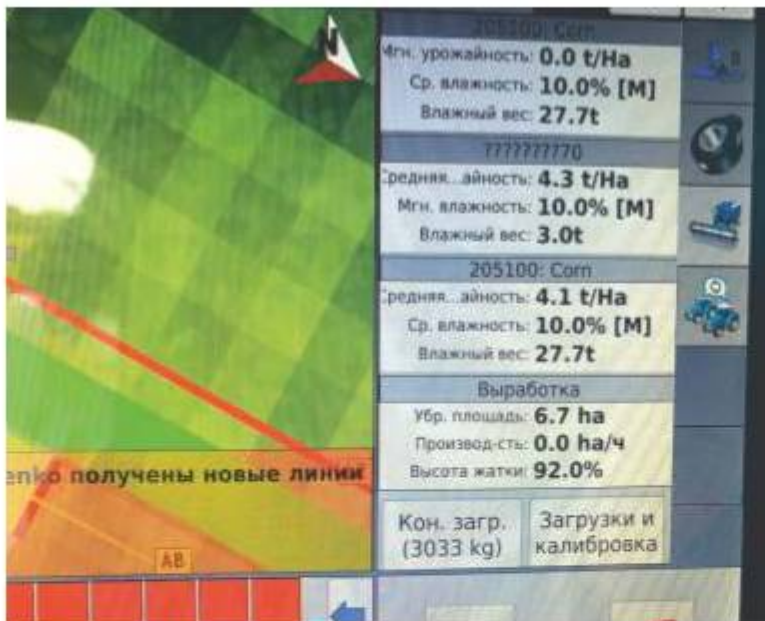 N
205100: Corn
Мгн. урожайность: 0.0 t/Ha
Ср. влажность: 10.0% [M]
Влажный вес: 27.7t
?????????70
Средняя...айность: 4.3 t/Ha
Мгн. влажность: 10.0% [M]
Влажный вес: 3.0t
205100: Corn
Средняя...айность: 4.1 t/Ha
Ср. влажность: 10.0% [M]
Влажный вес: 27.7t
Выработка
Убр. площадь: 6.7 ha
Производ-сть: 0.0 ha/ч
Высота жатки: 92.0%
enko получены новые линии
AB
Кон. загр.
(3033 kg)
Загрузки и
калибровка